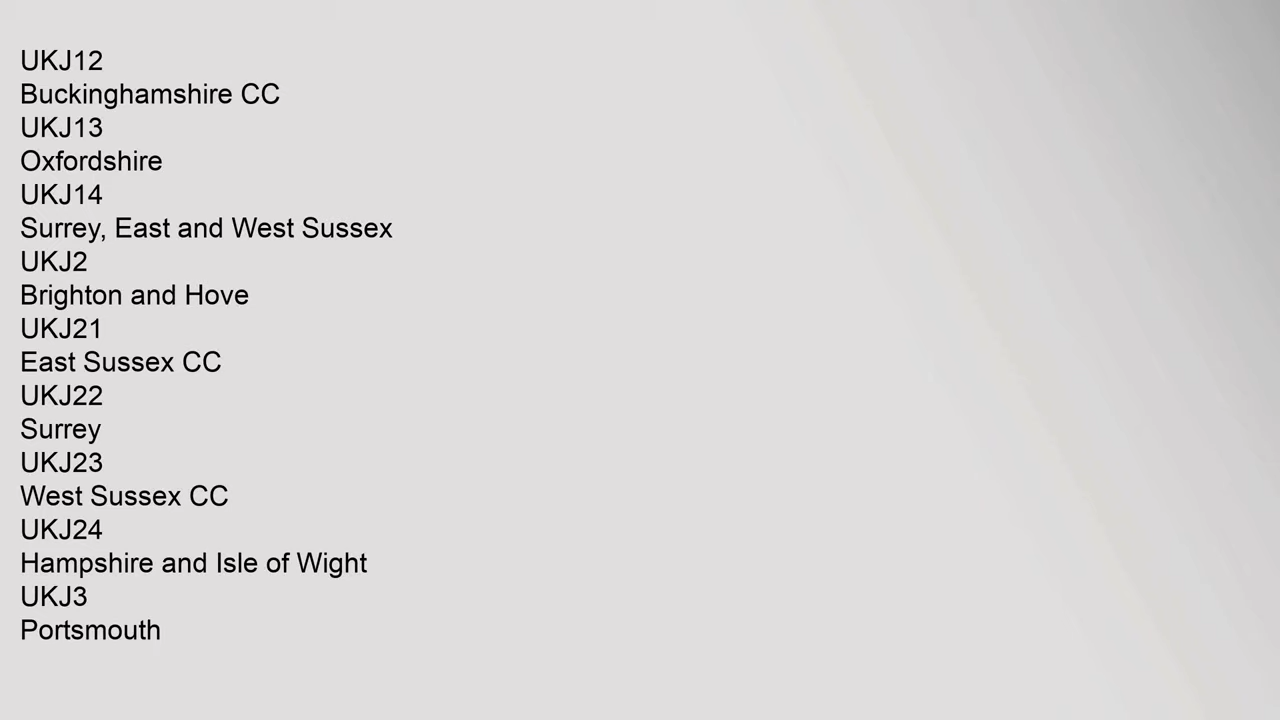 UKJ12
Buckinghamshire CC
UKJ13
Oxfordshire
UKJ14
Surrey, East and West Sussex
UKJ2
Brighton and Hove
UKJ21
East Sussex CC
UKJ22
Surrey
UKJ23
West Sussex CC
UKJ24
Hampshire and Isle of Wight
UKJ3
Portsmouth